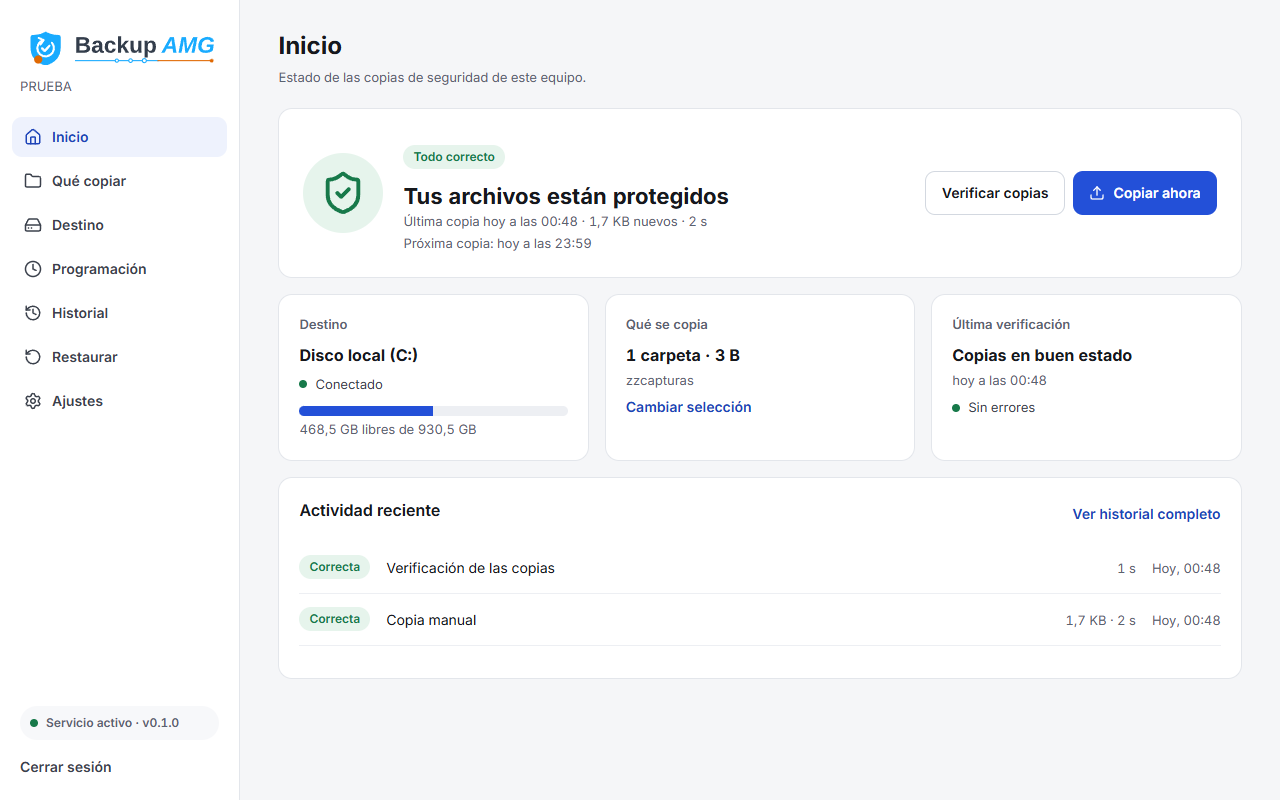 Backup AMG
PRUEBA
Inicio
Qué copiar
Destino
Programación
Historial
Restaurar
Ajustes
Servicio activo · v0.1.0
Cerrar sesión
Inicio
Estado de las copias de seguridad de este equipo.
Todo correcto
Tus archivos están protegidos
Última copia hoy a las 00:48 · 1,7 KB nuevos · 2 s
Próxima copia: hoy a las 23:59
Verificar copias
Copiar ahora
Destino
Disco local (C:)
Conectado
468,5 GB libres de 930,5 GB
Qué se copia
1 carpeta · 3 B
zzcapturas
Cambiar selección
Última verificación
Copias en buen estado
hoy a las 00:48
Sin errores
Actividad reciente
Ver historial completo
Correcta Verificación de las copias 1 s Hoy, 00:48
Correcta Copia manual 1,7 KB · 2 s Hoy, 00:48